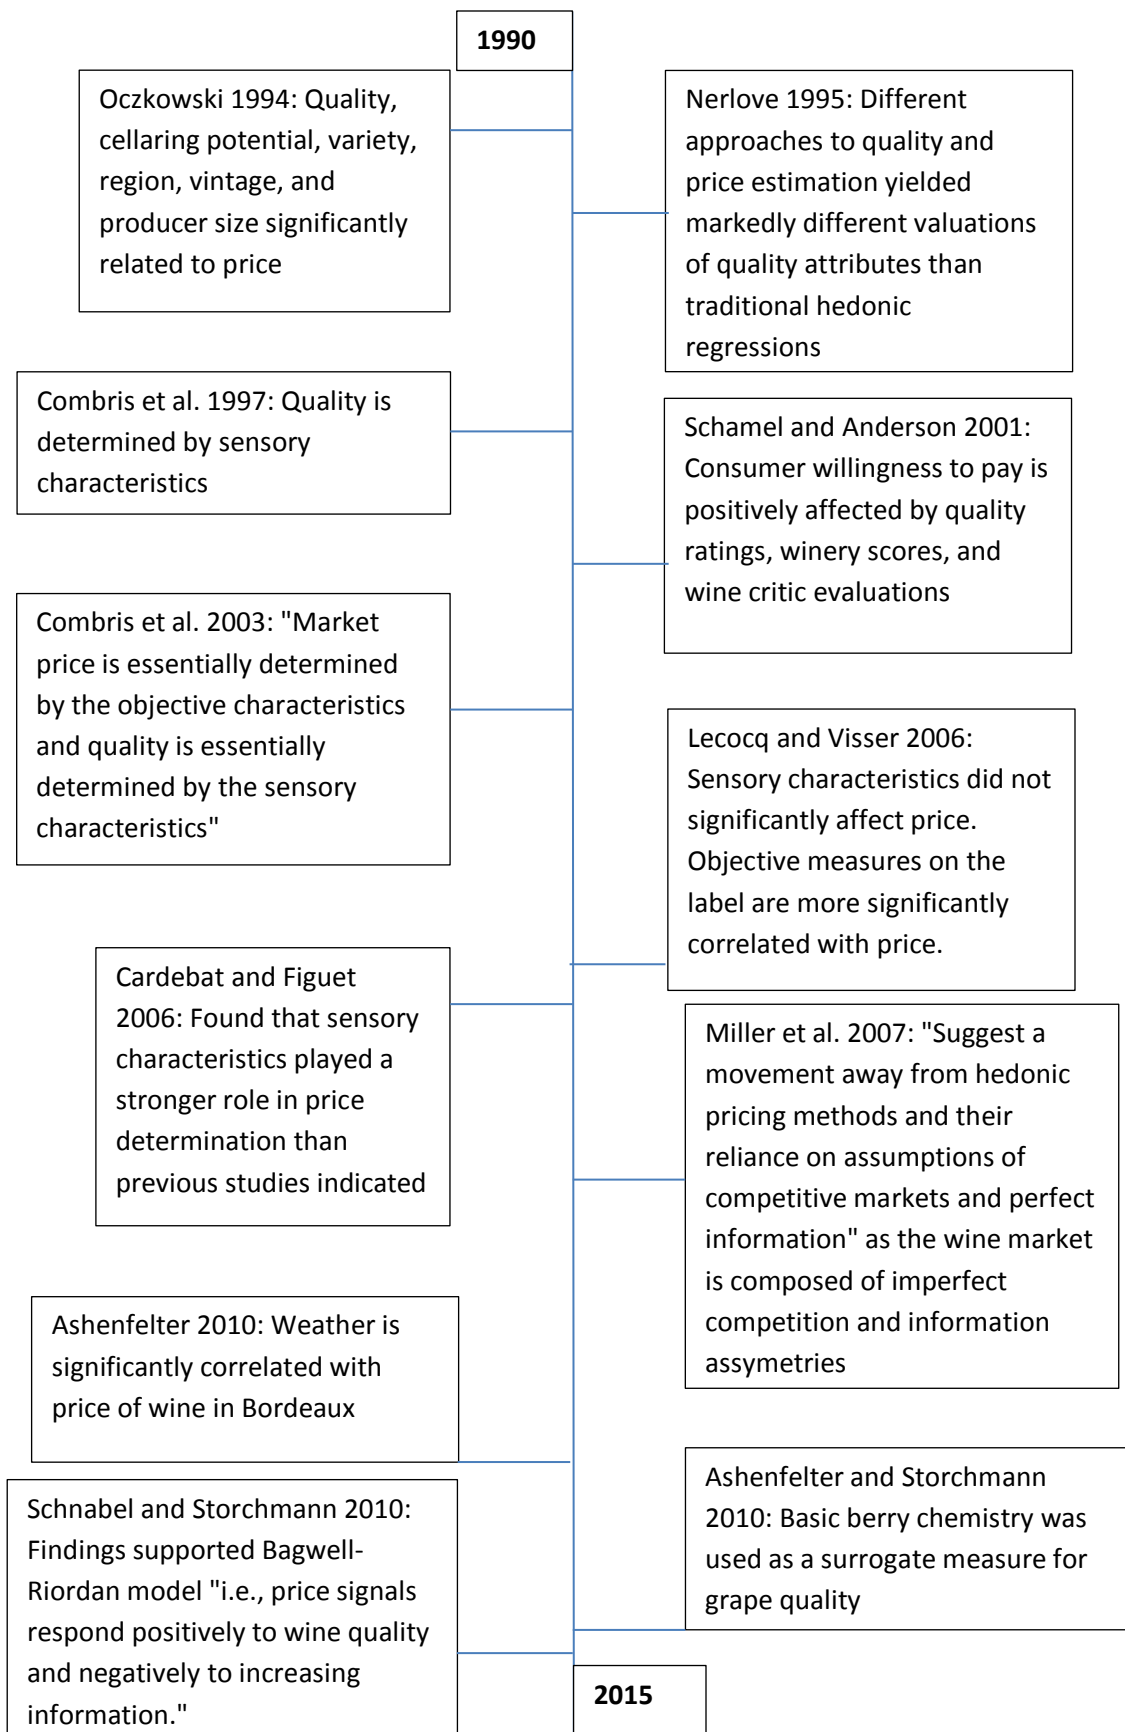 1990
Oczkowski 1994: Quality,
cellaring potential, variety,
region, vintage, and
producer size significantly
related to price
Nerlove 1995: Different
approaches to quality and
price estimation yielded
markedly different valuations
of quality attributes than
traditional hedonic
regressions
Combris et al. 1997: Quality is
determined by sensory
characteristics
Schamel and Anderson 2001:
Consumer willingness to pay is
positively affected by quality
ratings, winery scores, and
wine critic evaluations
Combris et al. 2003: "Market
price is essentially determined
by the objective characteristics
and quality is essentially
determined by the sensory
characteristics"
Lecocq and Visser 2006:
Sensory characteristics did not
significantly affect price.
Objective measures on the
label are more significantly
correlated with price.
Cardebat and Figuet
2006: Found that sensory
characteristics played a
stronger role in price
determination than
previous studies indicated
Miller et al. 2007: "Suggest a
movement away from hedonic
pricing methods and their
reliance on assumptions of
competitive markets and perfect
information" as the wine market
is composed of imperfect
competition and information
assymetries
Ashenfelter 2010: Weather is
significantly correlated with
price of wine in Bordeaux
Ashenfelter and Storchmann
2010: Basic berry chemistry was
used as a surrogate measure for
grape quality
Schnabel and Storchmann 2010:
Findings supported Bagwell-
Riordan model "i.e., price signals
respond positively to wine quality
and negatively to increasing
information."
2015